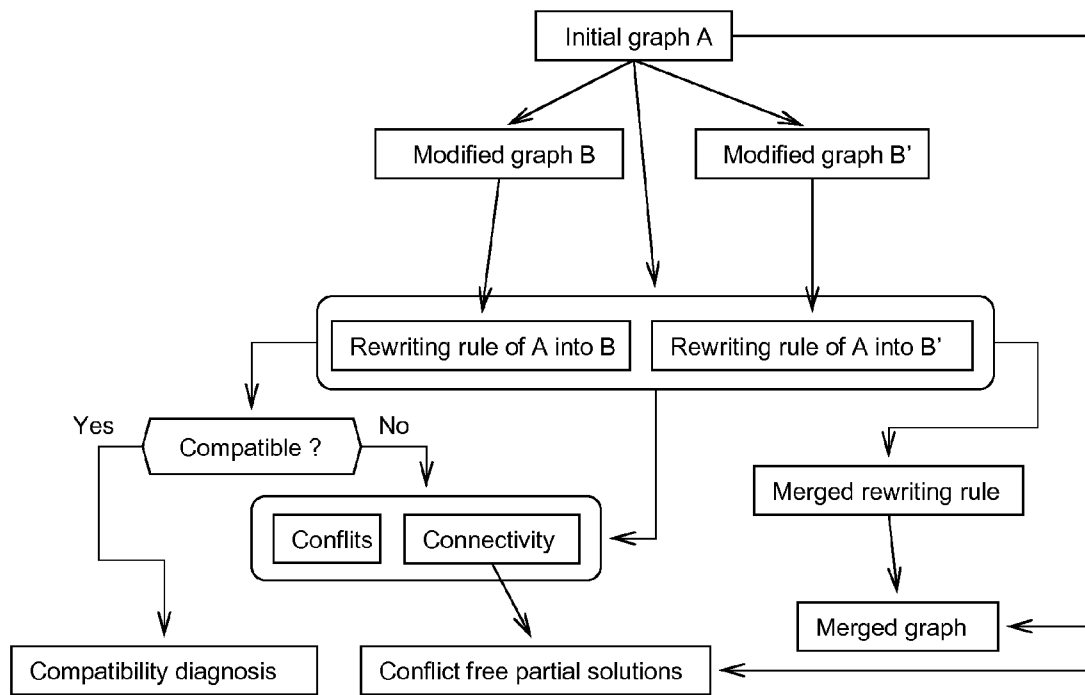 Initial graph A
Modified graph B
Modified graph B’
Rewriting rule of A into B
Rewriting rule of A into B’
Yes
No
Compatible ?
Merged rewriting rule
Conflits
Connectivity
Merged graph
Compatibility diagnosis
Conflict free partial solutions